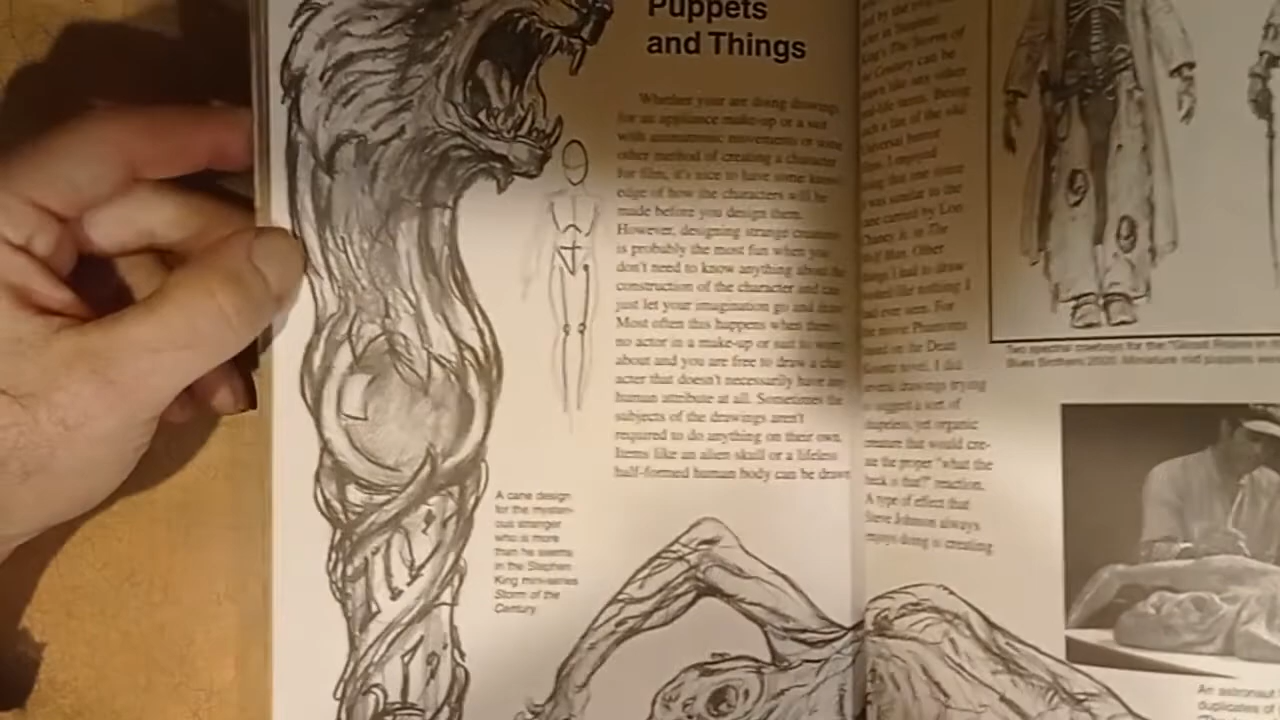 Puppets
and Things
Whether your are doing drawings
for an appliance make-up or a suit
with animatronic movements or some
other method of creating a character
for film, it's nice to have some know-
edge of how the characters will be
made before you design them.
However, designing strange creatures
is probably the most fun when you
don't need to know anything about the
construction of the character and can
just let your imagination go and draw.
Most often this happens when there's
no actor in a make-up or suit to worry
about and you are free to draw a char-
acter that doesn't necessarily have any
human attribute at all. Sometimes the
subjects of the drawings aren't
required to do anything on their own.
Items like an alien skull or a lifeless
half-formed human body can be drawn
A cane design
for the myster-
ous stranger
who is more
than he seems
in the Stephen
King mini-series
Storm of the
Century
King's The Storm of
Century can be
like any other
Being
a fan of the old
horror
I enjoyed
that one
was similar to the
one carried by Lon
Chaney Jr. in The
Wolf Man. Other
things I had to draw
looked like nothing I
had ever seen. For
the movie Phantoms
based on the Dean
Koontz novel, I did
several drawings trying
to suggest a sort of
shapeless, yet organic
creature that would cre-
ate the proper "what the
heck is that?" reaction.
A type of effect that
Steve Johnson always
enjoys doing is creating
Two spectral cowboys for the "Ghost Riders in
Blues Brothers 2000. Miniature rod puppets
An astronaut
duplicates of